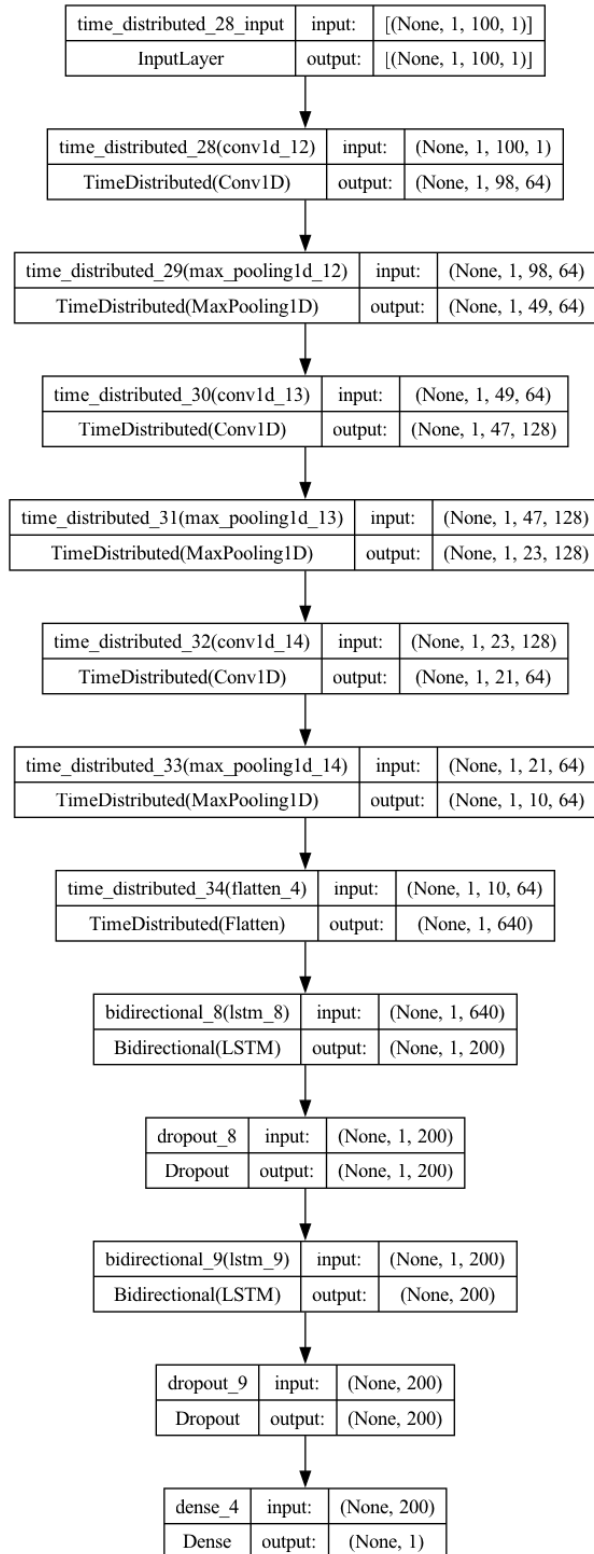 time_distributed_28_input input: [(None, 1, 100, 1)]
InputLayer output: [(None, 1, 100, 1)]
time_distributed_28(conv1d_12) input: (None, 1, 100, 1)
TimeDistributed(Conv1D) output: (None, 1, 98, 64)
time_distributed_29(max_pooling1d_12) input: (None, 1, 98, 64)
TimeDistributed(MaxPooling1D) output: (None, 1, 49, 64)
time_distributed_30(conv1d_13) input: (None, 1, 49, 64)
TimeDistributed(Conv1D) output: (None, 1, 47, 128)
time_distributed_31(max_pooling1d_13) input: (None, 1, 47, 128)
TimeDistributed(MaxPooling1D) output: (None, 1, 23, 128)
time_distributed_32(conv1d_14) input: (None, 1, 23, 128)
TimeDistributed(Conv1D) output: (None, 1, 21, 64)
time_distributed_33(max_pooling1d_14) input: (None, 1, 21, 64)
TimeDistributed(MaxPooling1D) output: (None, 1, 10, 64)
time_distributed_34(flatten_4) input: (None, 1, 10, 64)
TimeDistributed(Flatten) output: (None, 1, 640)
bidirectional_8(lstm_8) input: (None, 1, 640)
Bidirectional(LSTM) output: (None, 1, 200)
dropout_8 input: (None, 1, 200)
Dropout output: (None, 1, 200)
bidirectional_9(lstm_9) input: (None, 1, 200)
Bidirectional(LSTM) output: (None, 200)
dropout_9 input: (None, 200)
Dropout output: (None, 200)
dense_4 input: (None, 200)
Dense output: (None, 1)